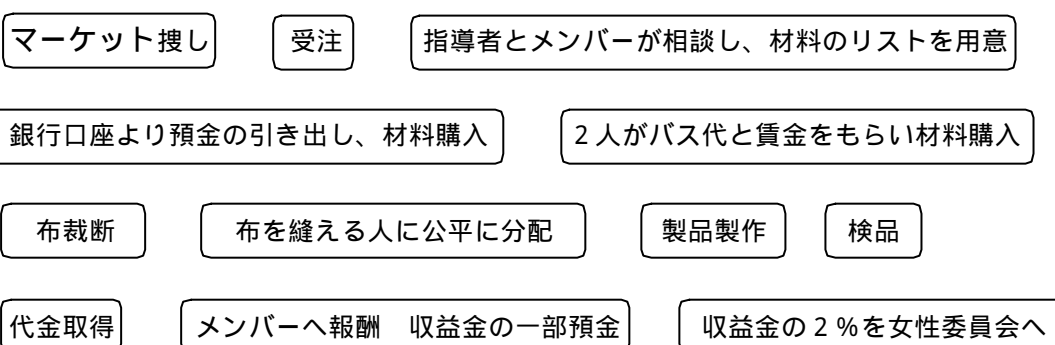 マーケット捜し 受注 指導者とメンバーが相談し、材料のリストを用意
銀行口座より預金の引き出し、材料購入 2人がバス代と賃金をもらい材料購入
布裁断 布を縫える人に公平に分配 製品製作 検品
代金取得 メンバーへ報酬 収益金の一部預金 収益金の2%を女性委員会へ